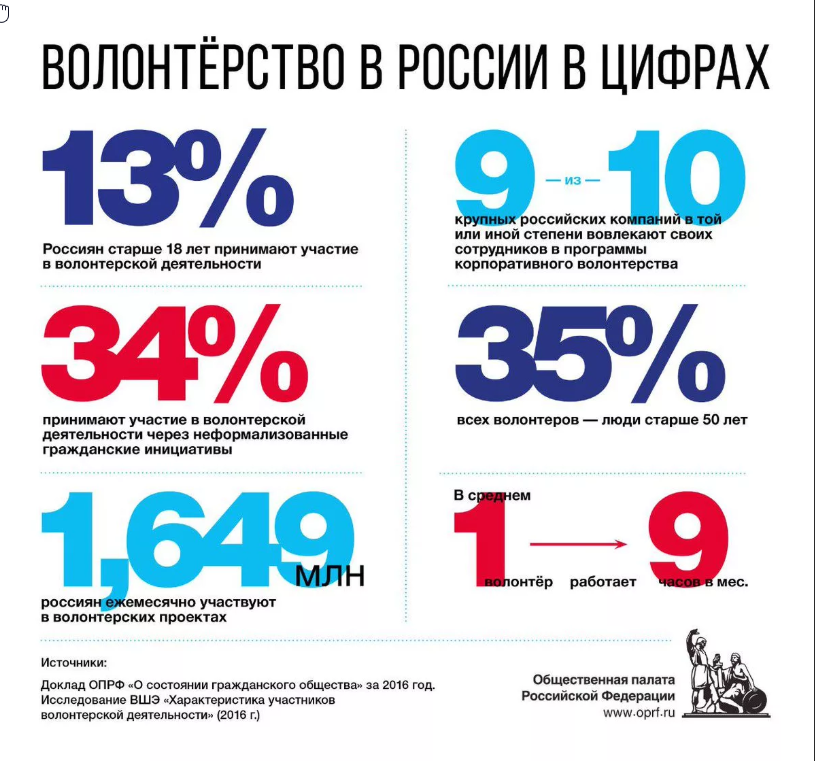 ВОЛОНТЁРСТВО В РОССИИ В ЦИФРАХ
13%
Россиян старше 18 лет принимают участие
в волонтерской деятельности
9 — из — 10
крупных российских компаний в той
или иной степени вовлекают своих
сотрудников в программы
корпоративного волонтерства
34%
принимают участие в волонтерской
деятельности через неформализованные
гражданские инициативы
35%
всех волонтеров — люди старше 50 лет
1,649 млн
россиян ежемесячно участвуют
в волонтерских проектах
В среднем
1 → 9
волонтёр работает часов в мес.
Источники:
Доклад ОПРФ «О состоянии гражданского общества» за 2016 год.
Исследование ВШЭ «Характеристика участников
волонтерской деятельности» (2016 г.)
Общественная палата
Российской Федерации
www.oprf.ru